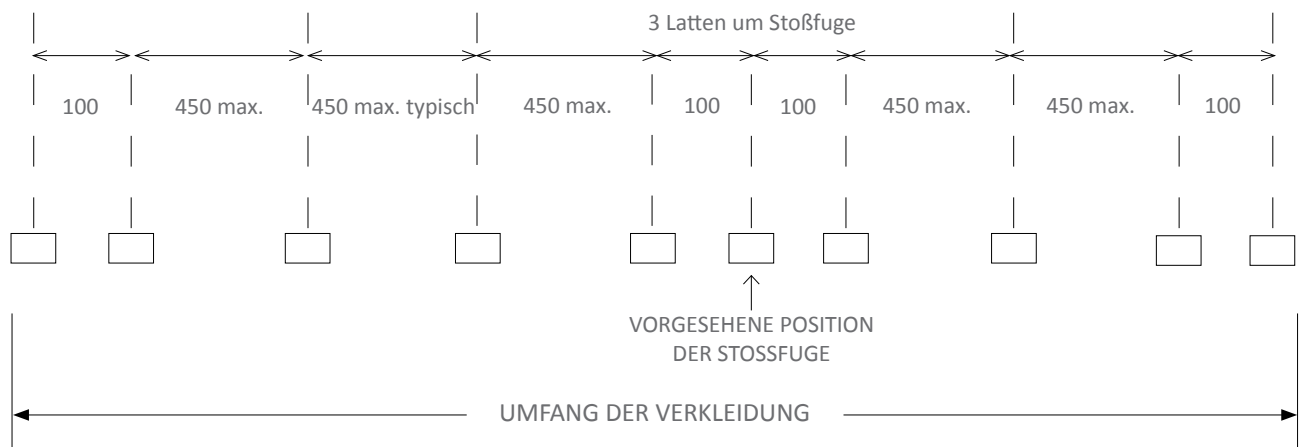 3 Latten um Stoßfuge
100 450 max. 450 max. typisch 450 max. 100 100 450 max. 450 max. 100
VORGESEHENE POSITION
DER STOSSFUGE
UMFANG DER VERKLEIDUNG